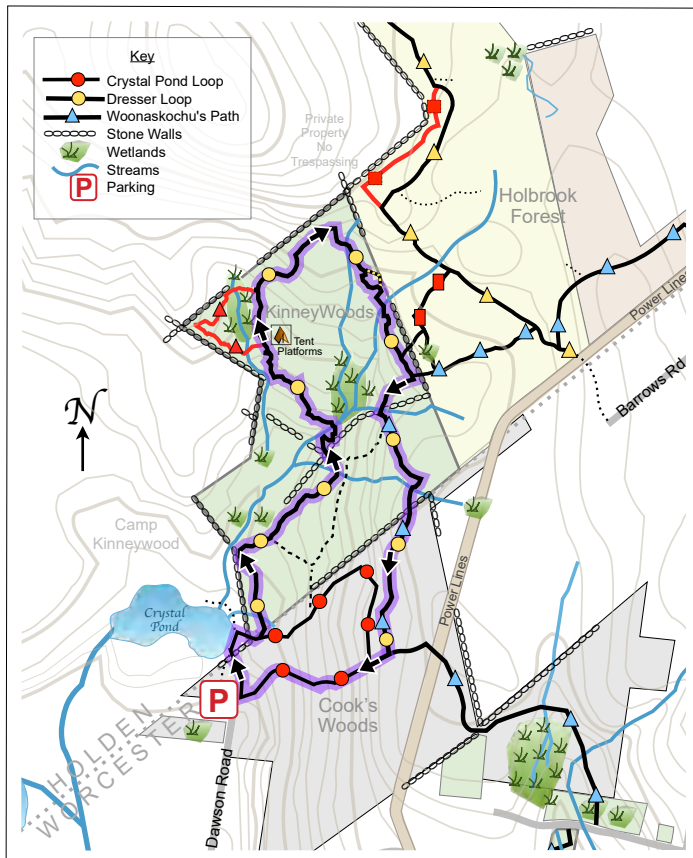 Key
Crystal Pond Loop
Dresser Loop
Woonaskochu's Path
Stone Walls
Wetlands
Streams
P
Parking
Private
Property
No
Trespassing
Holbrook
Forest
Power Lines
Barrows Rd
KinneyWoods
Tent
Platforms
N
Camp
Kinneywood
Crystal
Pond
Power Lines
P
Cook's
Woods
HOLDEN
WORCESTER
Dawson Road